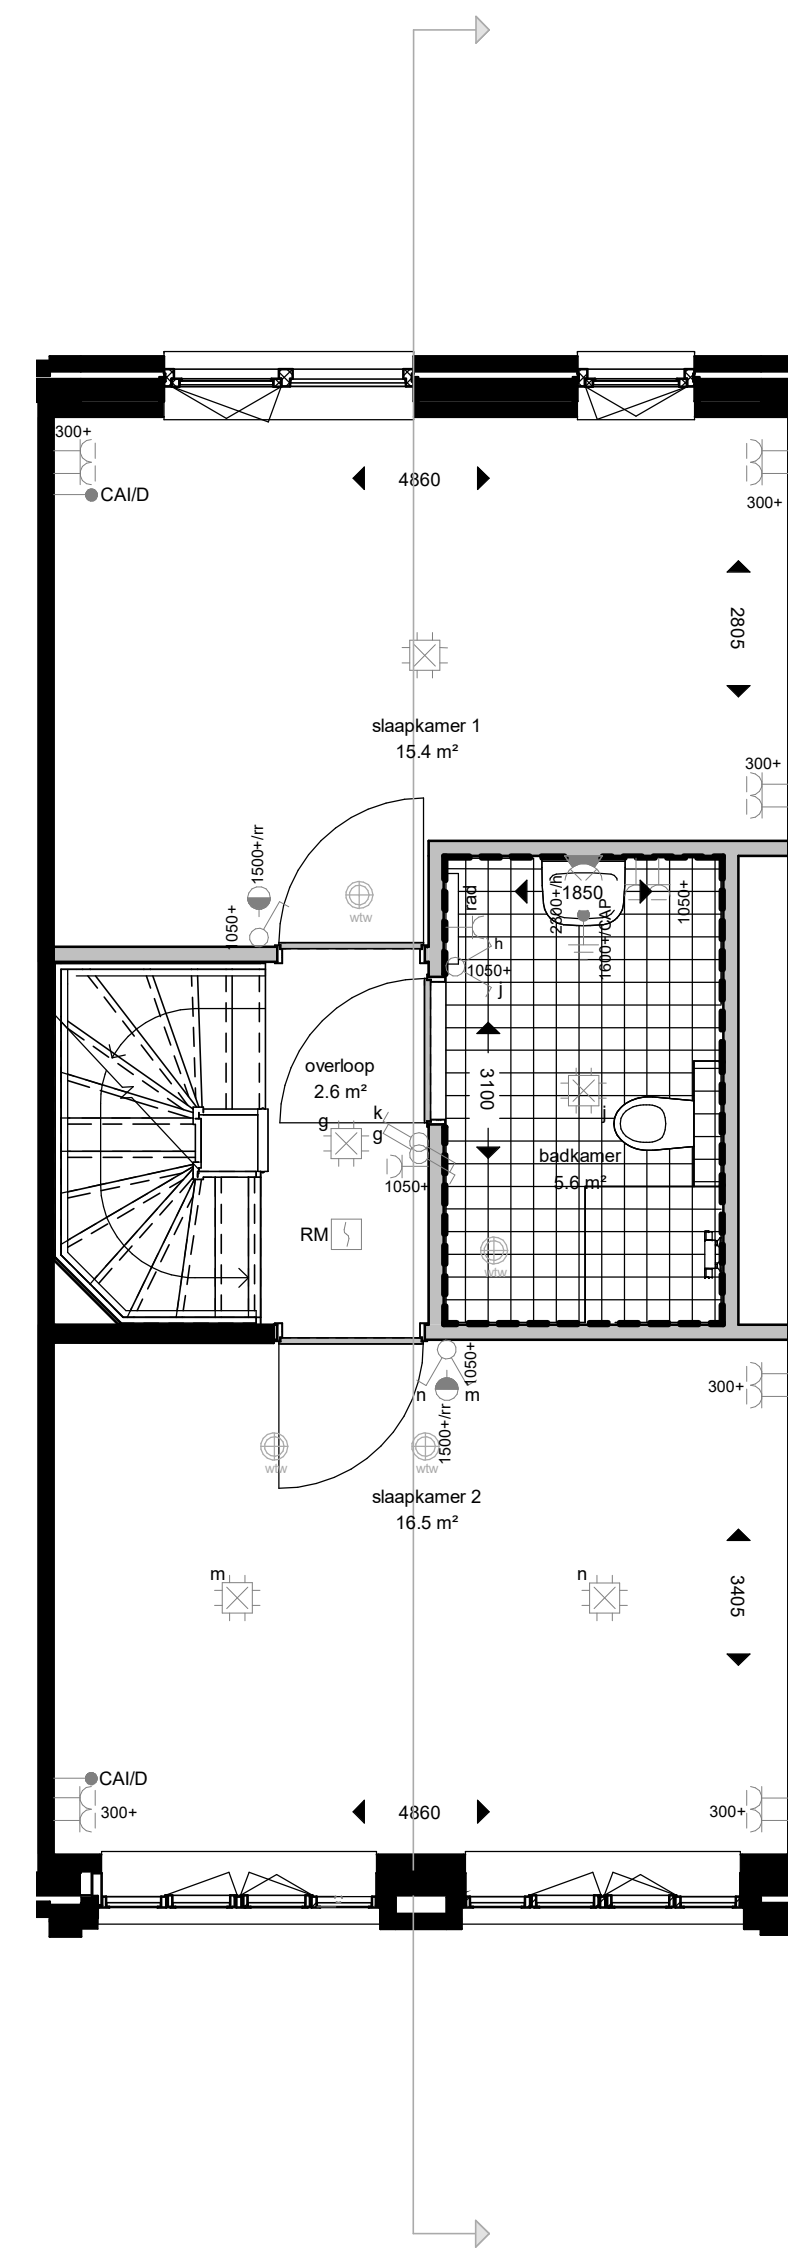 300+
CAI/D
4860
300+
2805
slaapkamer 1
15.4 m²
300+
1500+/rr
1050+
wtw
rad
1850
2300+/h
1600+/CAP
1050+
h
1050+
j
overloop
2.6 m²
3100
k
g
g
j
1050+
badkamer
5.6 m²
RM
wtw
1050+
n
m
1500+/rr
300+
wtw
wtw
slaapkamer 2
16.5 m²
m
n
3405
CAI/D
300+
4860
300+